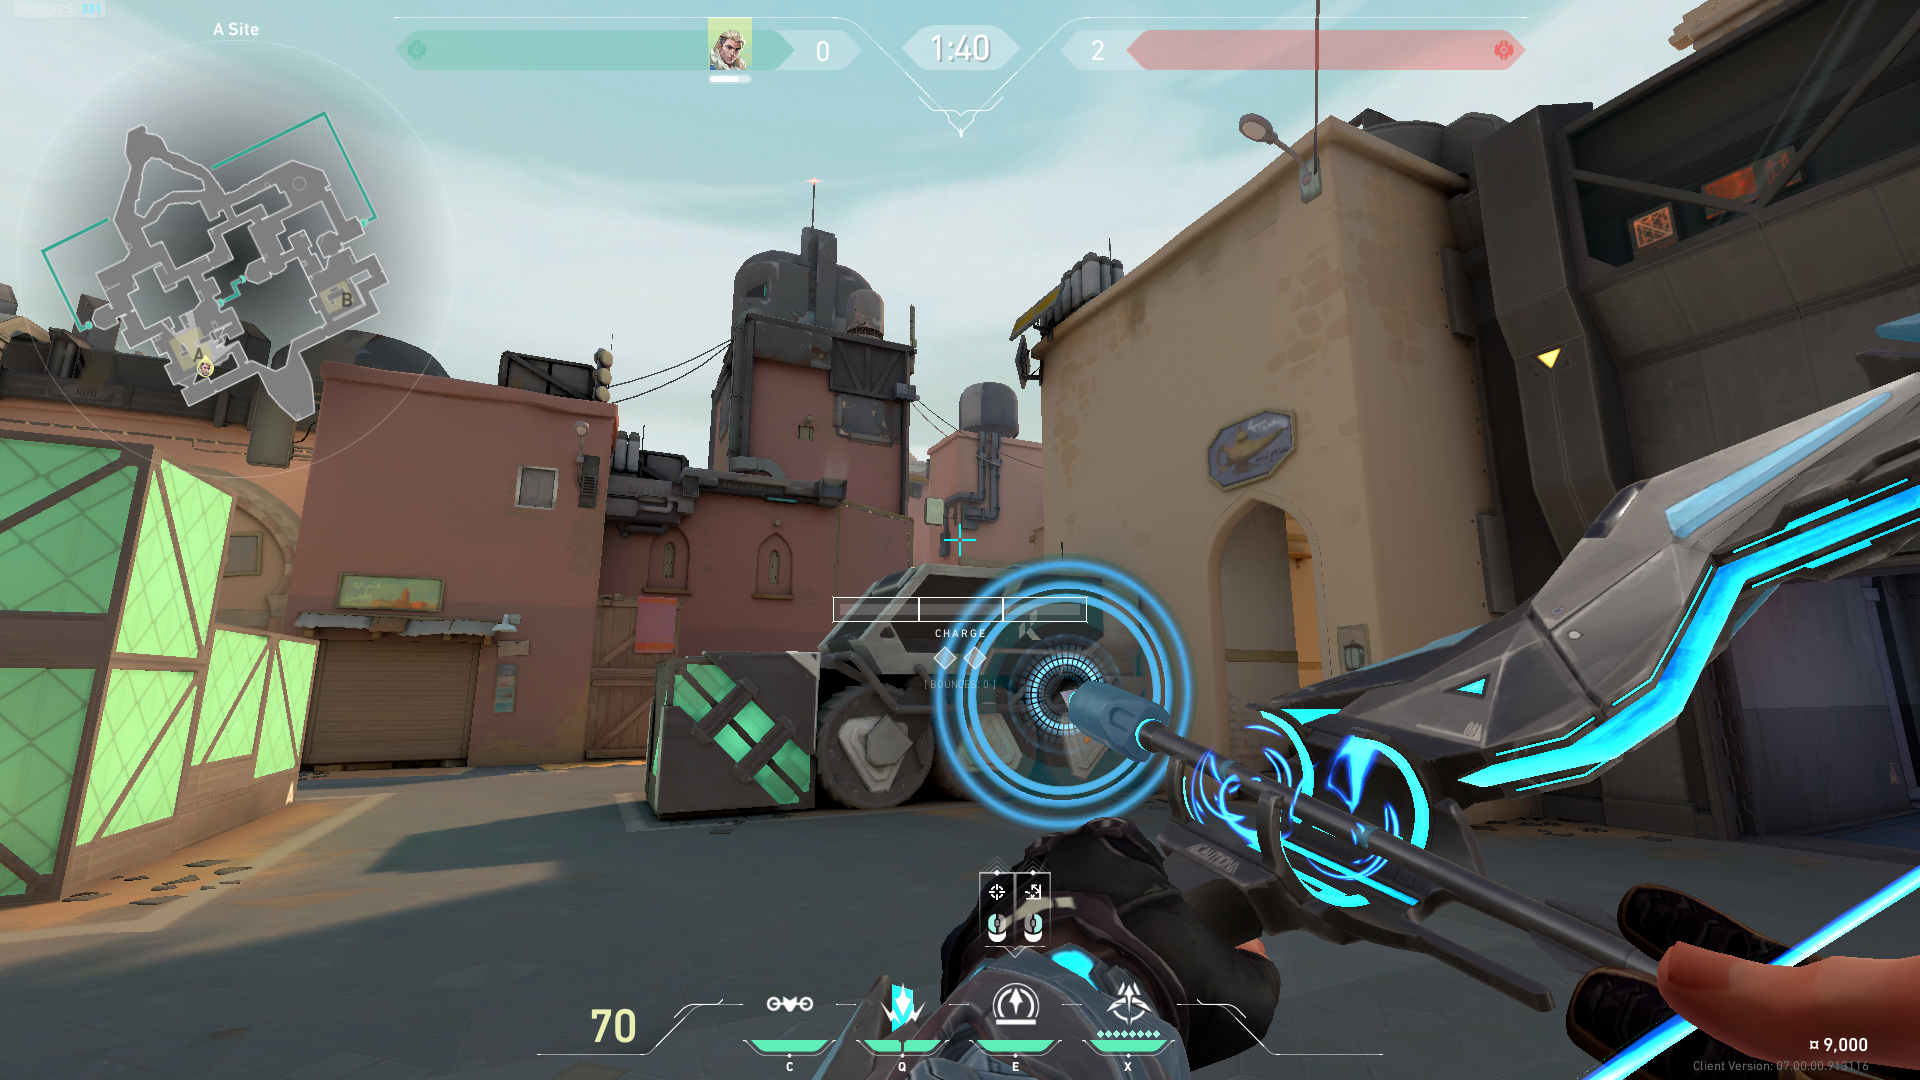 Client FPS: 331
A Site
0
1:40
2
B
A
CHARGE
[ BOUNCES: 0 ]
70
C
Q
E
X
¤ 9,000
Client Version: 07.00.00.913116